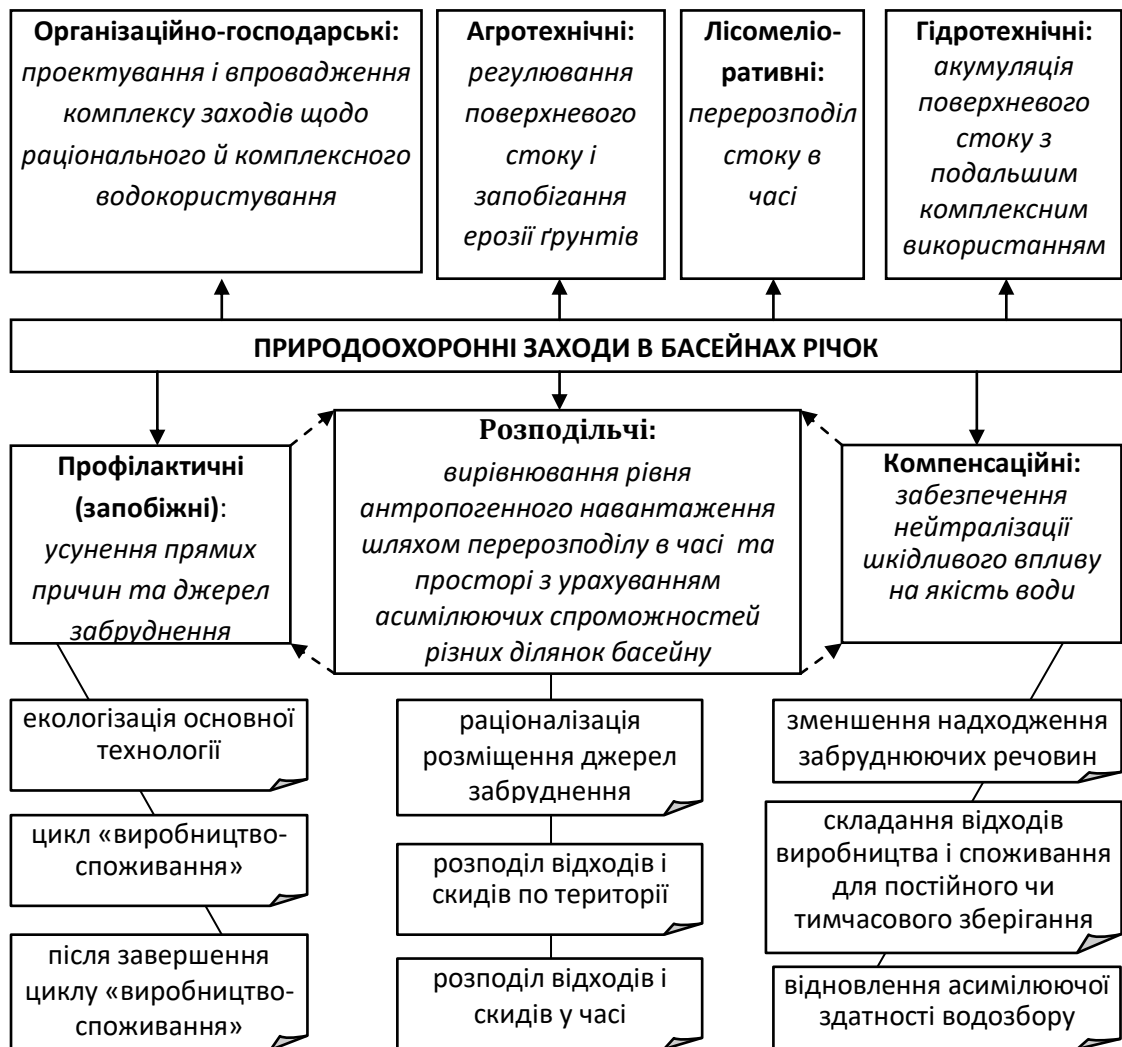 Організаційно-господарські:
проектування і впровадження
комплексу заходів щодо
раціонального й комплексного
водокористування
Агротехнічні:
регулювання
поверхневого
стоку і
запобігання
ерозії ґрунтів
Лісомеліо-
ративні:
перерозподіл
стоку в
часі
Гідротехнічні:
акумуляція
поверхневого
стоку з
подальшим
комплексним
використанням
ПРИРОДООХОРОННІ ЗАХОДИ В БАСЕЙНАХ РІЧОК
Профілактичні
(запобіжні):
усунення прямих
причин та джерел
забруднення
Розподільчі:
вирівнювання рівня
антропогенного навантаження
шляхом перерозподілу в часі та
просторі з урахуванням
асимілюючих спроможностей
різних ділянок басейну
Компенсаційні:
забезпечення
нейтралізації
шкідливого впливу
на якість води
екологізація основної
технології
цикл «виробництво-
споживання»
після завершення
циклу «виробництво-
споживання»
раціоналізація
розміщення джерел
забруднення
розподіл відходів і
скидів по території
розподіл відходів і
скидів у часі
зменшення надходження
забруднюючих речовин
складання відходів
виробництва і споживання
для постійного чи
тимчасового зберігання
відновлення асимілюючої
здатності водозбору